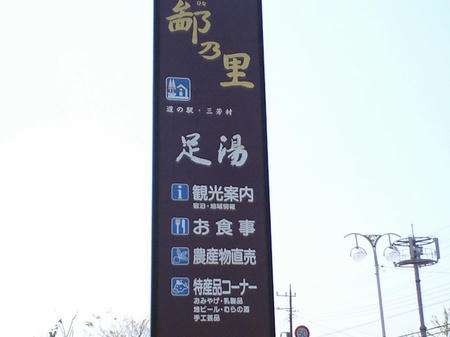 ひな
鄙乃里
道の駅・三芳村
足湯
観光案内
宿泊・地域情報
お食事
農産物直売
特産品コーナー
おみやげ・乳製品
地ビール・むらの酒
手工芸品